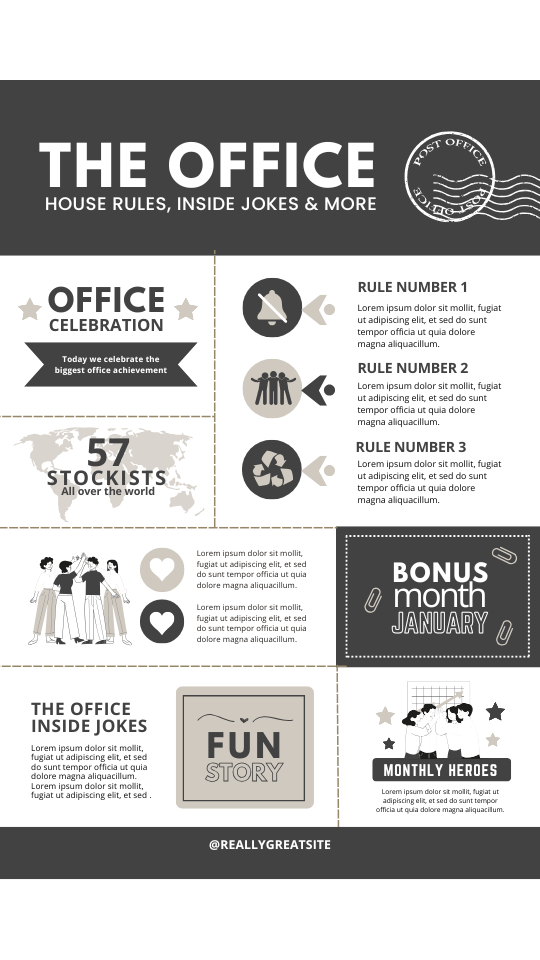 THE OFFICE
HOUSE RULES, INSIDE JOKES & MORE
POST OFFICE
POST OFFICE
OFFICE
CELEBRATION
Today we celebrate the
biggest office achievement
57
STOCKISTS
All over the world
RULE NUMBER 1
Lorem ipsum dolor sit mollit, fugiat
ut adipiscing elit, et sed do sunt
tempor officia ut quia dolore
magna aliquacillum.
RULE NUMBER 2
Lorem ipsum dolor sit mollit, fugiat
ut adipiscing elit, et sed do sunt
tempor officia ut quia dolore
magna aliquacillum.
RULE NUMBER 3
Lorem ipsum dolor sit mollit, fugiat
ut adipiscing elit, et sed do sunt
tempor officia ut quia dolore
magna aliquacillum.
Lorem ipsum dolor sit mollit,
fugiat ut adipiscing elit, et sed
do sunt tempor officia ut quia
dolore magna aliquacillum.
Lorem ipsum dolor sit mollit,
fugiat ut adipiscing elit, et sed
do sunt tempor officia ut quia
dolore magna aliquacillum.
BONUS
month
JANUARY
THE OFFICE
INSIDE JOKES
Lorem ipsum dolor sit mollit,
fugiat ut adipiscing elit, et sed
do sunt tempor officia ut quia
dolore magna aliquacillum.
Lorem ipsum dolor sit mollit,
fugiat ut adipiscing elit, et sed .
FUN
STORY
MONTHLY HEROES
Lorem ipsum dolor sit mollit, fugiat ut
adipiscing elit, et sed do sunt tempor
officia ut quia dolore magna aliquacillum.
@REALLYGREATSITE